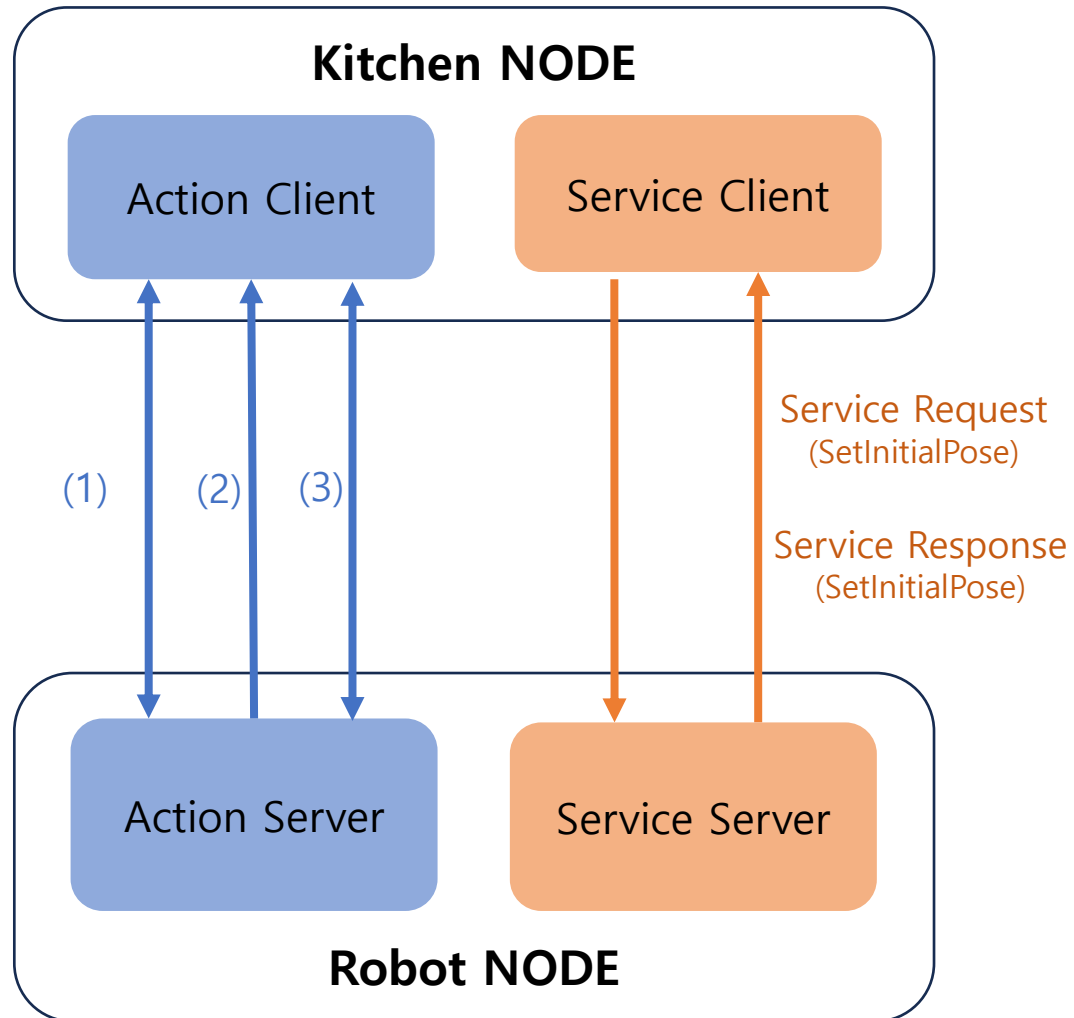 Kitchen NODE
Action Client
Service Client
Service Request
(SetInitialPose)
(1)
(2)
(3)
Service Response
(SetInitialPose)
Action Server
Service Server
Robot NODE